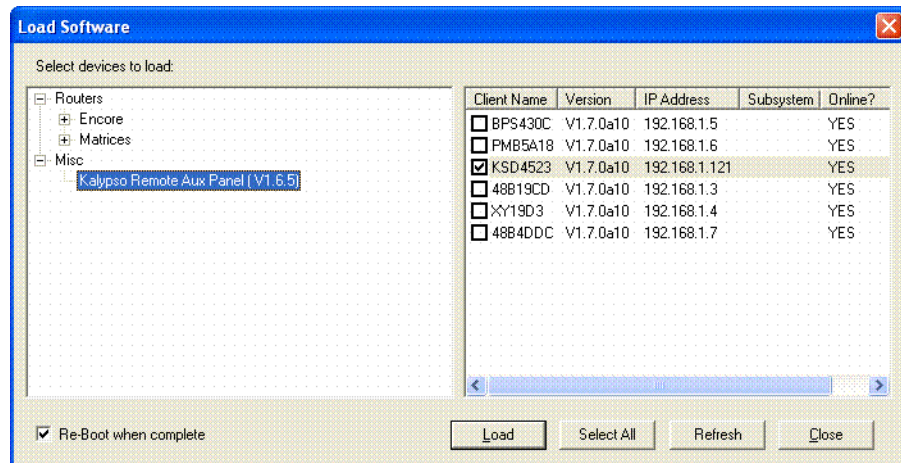 Load Software
Select devices to load:
Routers
Encore
Matrices
Misc
Kalypso Remote Aux Panel ( V1.6.5)
Client Name Version IP Address Subsystem Online?
BPS430C V1.7.0a10 192.168.1.5 YES
PMB5A18 V1.7.0a10 192.168.1.6 YES
KSD4523 V1.7.0a10 192.168.1.121 YES
48B19CD V1.7.0a10 192.168.1.3 YES
XY19D3 V1.7.0a10 192.168.1.4 YES
48B4DDC V1.7.0a10 192.168.1.7 YES
Re-Boot when complete
Load Select All Refresh Close